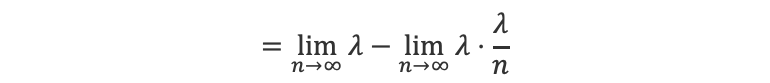 = lim_{n→∞} λ − lim_{n→∞} λ · λ/n